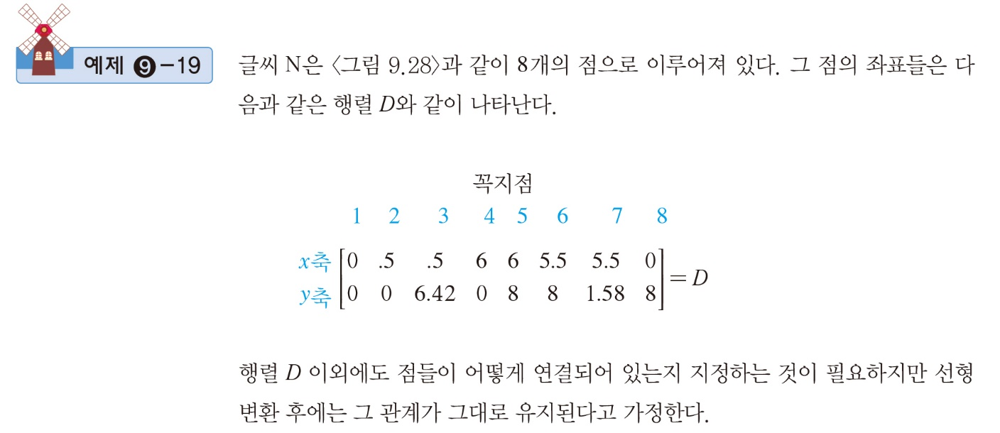 예제 9-19
글씨 N은 〈그림 9.28〉과 같이 8개의 점으로 이루어져 있다. 그 점의 좌표들은 다
음과 같은 행렬 D와 같이 나타난다.
꼭지점
1 2 3 4 5 6 7 8
x축 [0 .5 .5 6 6 5.5 5.5 0]
y축 [0 0 6.42 0 8 8 1.58 8] = D
행렬 D 이외에도 점들이 어떻게 연결되어 있는지 지정하는 것이 필요하지만 선형
변환 후에는 그 관계가 그대로 유지된다고 가정한다.